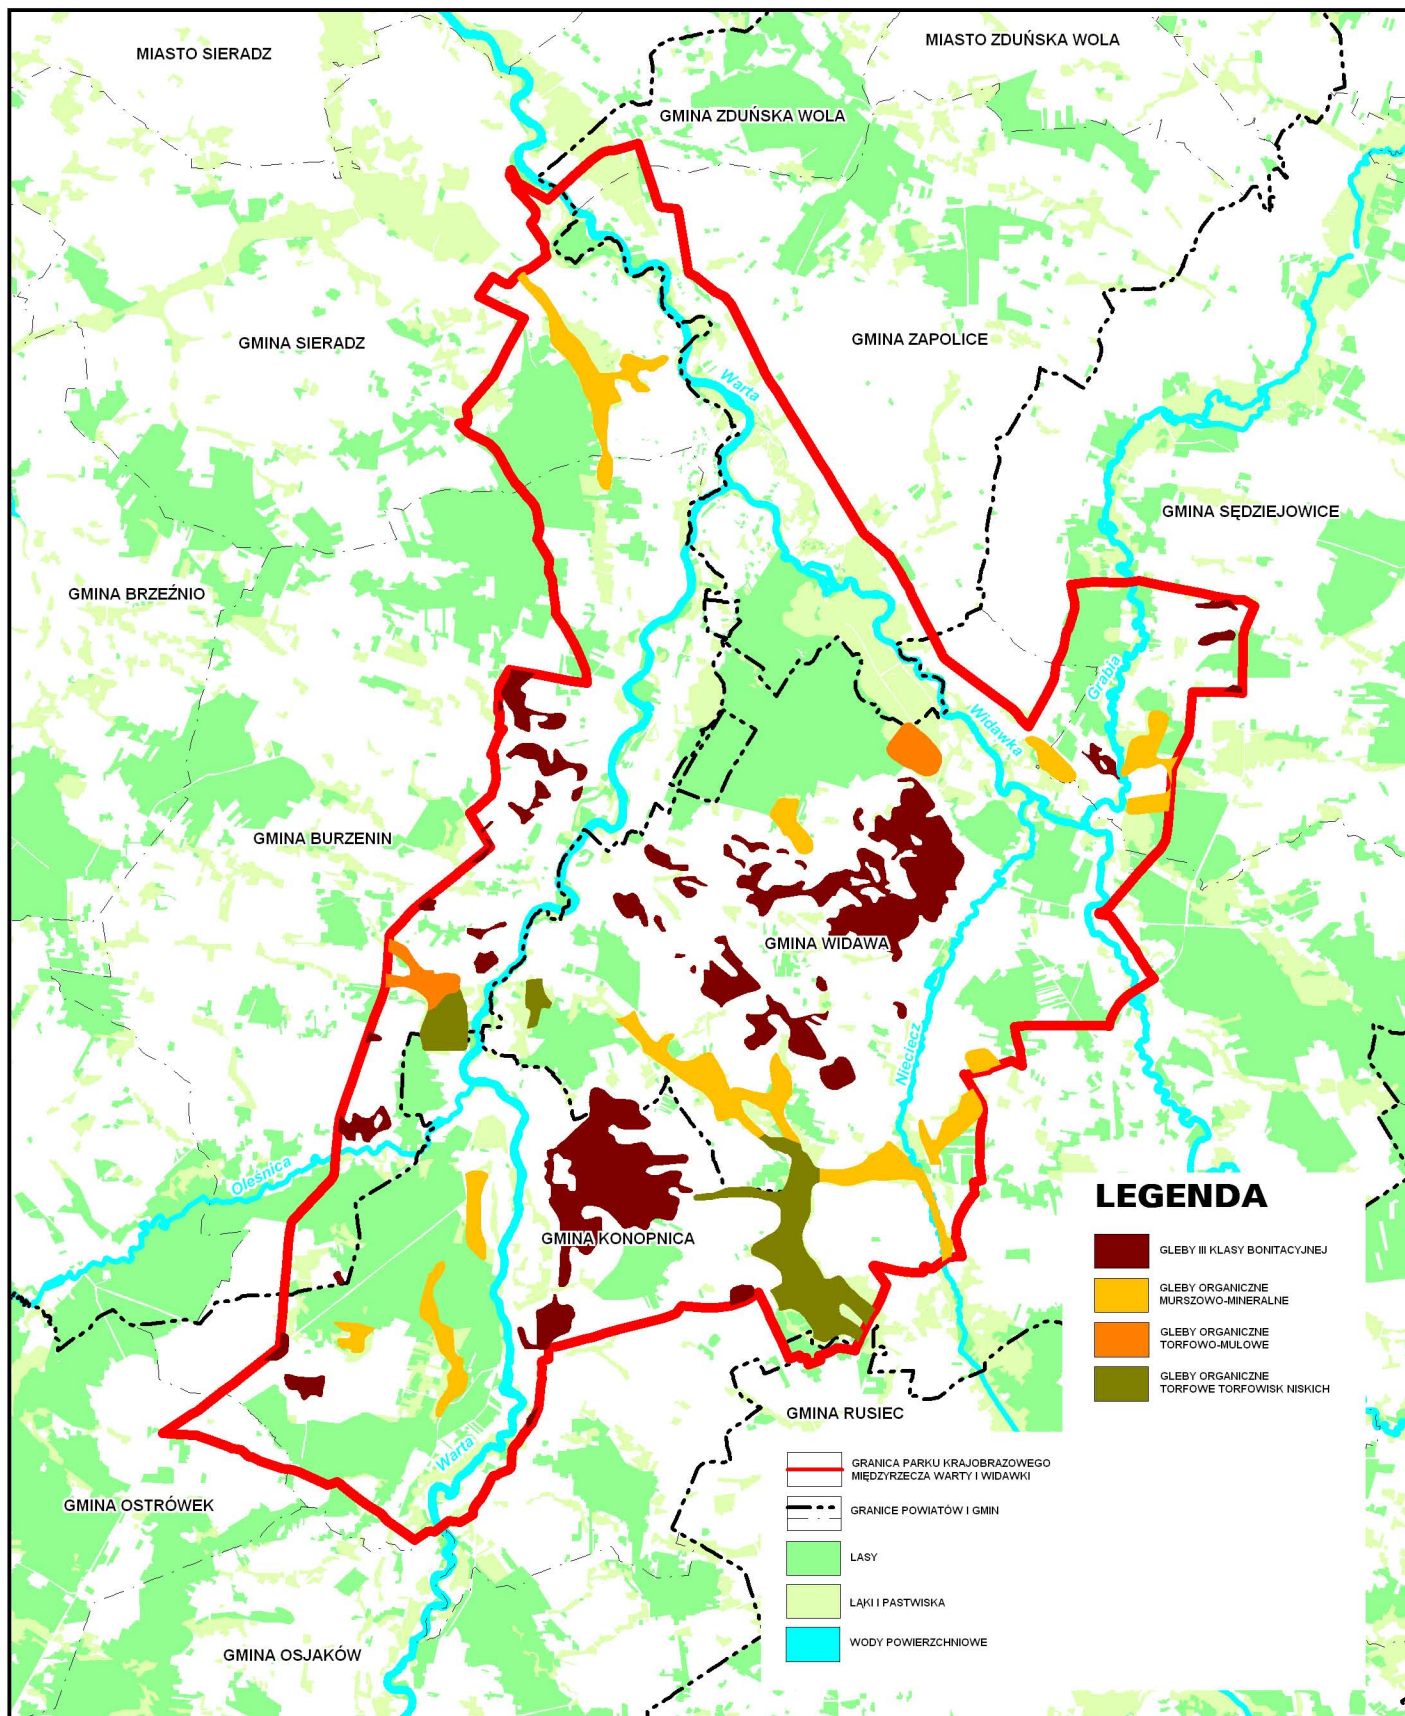 MIASTO ZDUŃSKA WOLA
MIASTO SIERADZ
GMINA ZDUŃSKA WOLA
GMINA SIERADZ
GMINA ZAPOLICE
Warta
GMINA SĘDZIEJOWICE
GMINA BRZEŹNIO
Grabia
Widawka
GMINA BURZENIN
GMINA WIDAWA
Nieciecz
Oleśnica
GMINA KONOPNICA
LEGENDA
GLEBY III KLASY BONITACYJNEJ
GLEBY ORGANICZNE
MURSZOWO-MINERALNE
GLEBY ORGANICZNE
TORFOWO-MULOWE
GLEBY ORGANICZNE
TORFOWE TORFOWISK NISKICH
GMINA RUSIEC
Warta
GRANICA PARKU KRAJOBRAZOWEGO
MIĘDZYRZECZA WARTY I WIDAWKI
GMINA OSTRÓWEK
GRANICE POWIATÓW I GMIN
LASY
ŁĄKI I PASTWISKA
WODY POWIERZCHNIOWE
GMINA OSJAKÓW